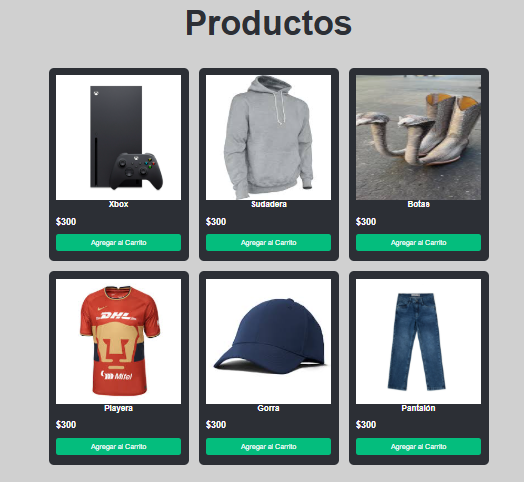 Productos
Xbox
$300
Agregar al Carrito
Sudadera
$300
Agregar al Carrito
Botas
$300
Agregar al Carrito
DHL
Mifel
Playera
$300
Agregar al Carrito
Gorra
$300
Agregar al Carrito
Pantalón
$300
Agregar al Carrito